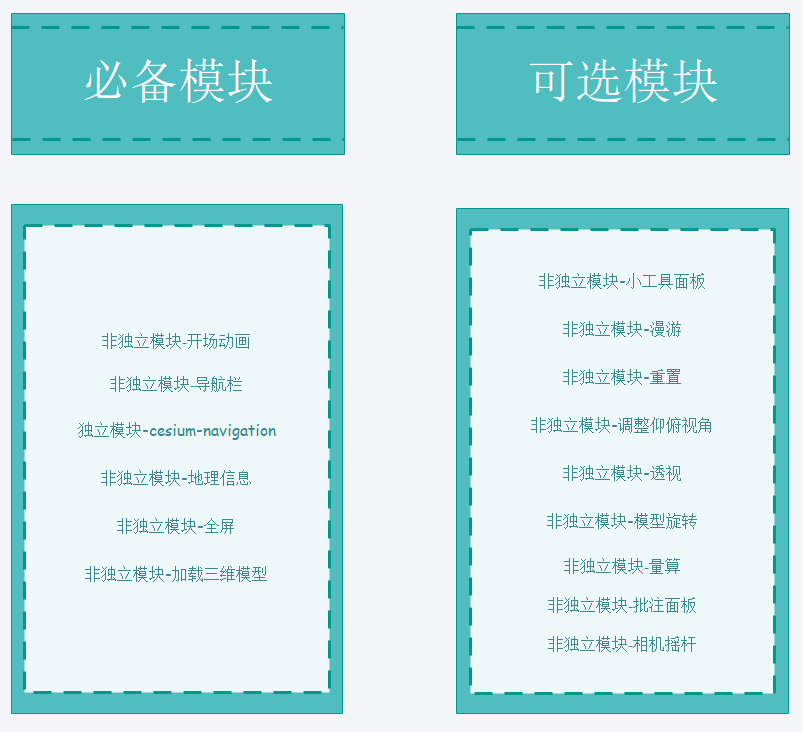 必备模块
非独立模块-开场动画
非独立模块-导航栏
独立模块-cesium-navigation
非独立模块-地理信息
非独立模块-全屏
非独立模块-加载三维模型
可选模块
非独立模块-小工具面板
非独立模块-漫游
非独立模块-重置
非独立模块-调整仰俯视角
非独立模块-透视
非独立模块-模型旋转
非独立模块-量算
非独立模块-批注面板
非独立模块-相机摇杆